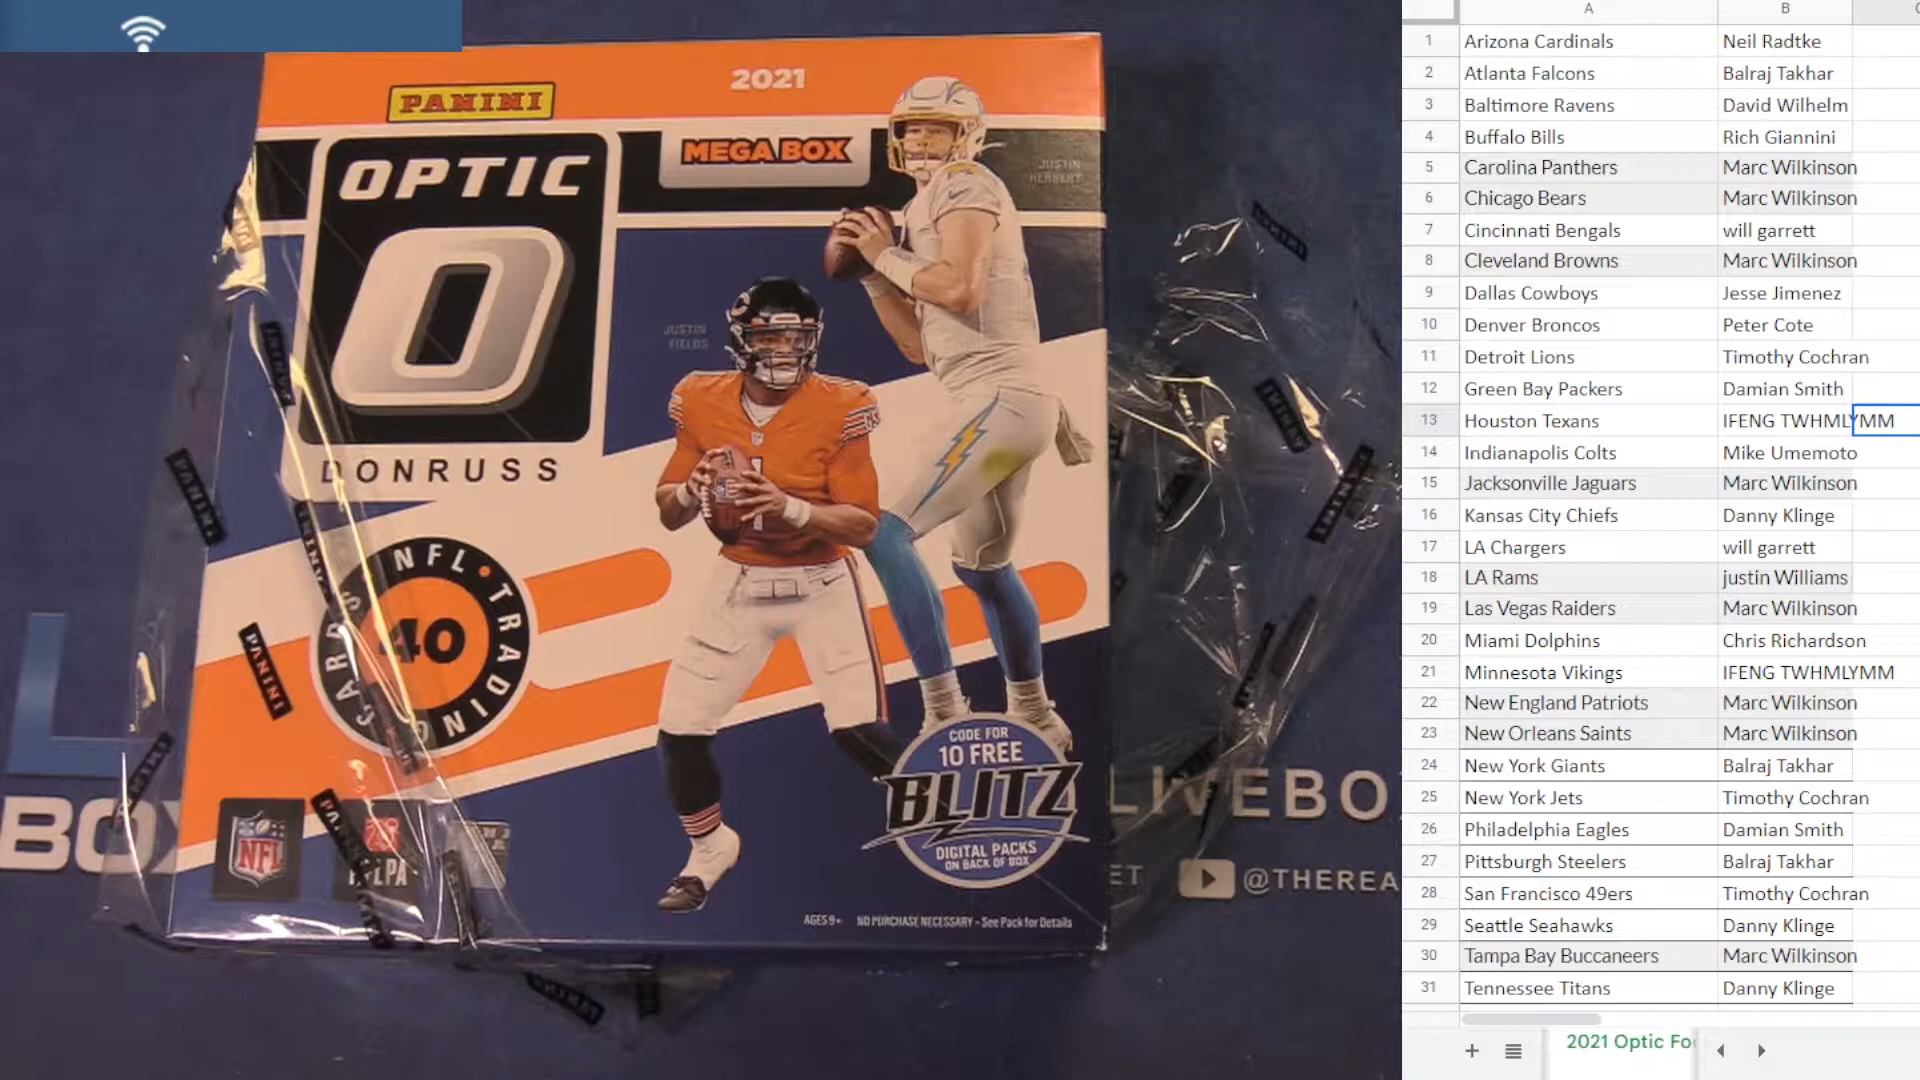 PANINI
2021
OPTIC
MEGA BOX
JUSTIN
HERBERT
JUSTIN
FIELDS
DONRUSS
NFL • TRADING CARDS
40
CODE FOR
10 FREE
BLITZ
DIGITAL PACKS
ON BACK OF BOX
NFL
NFLPA
AGES 9+ NO PURCHASE NECESSARY - See Pack for Details
PANINI
PANINI
PANINI
BOX
LIVEBO
ET
@THEREA
A B
1 Arizona Cardinals Neil Radtke
2 Atlanta Falcons Balraj Takhar
3 Baltimore Ravens David Wilhelm
4 Buffalo Bills Rich Giannini
5 Carolina Panthers Marc Wilkinson
6 Chicago Bears Marc Wilkinson
7 Cincinnati Bengals will garrett
8 Cleveland Browns Marc Wilkinson
9 Dallas Cowboys Jesse Jimenez
10 Denver Broncos Peter Cote
11 Detroit Lions Timothy Cochran
12 Green Bay Packers Damian Smith
13 Houston Texans IFENG TWHMLYMM
14 Indianapolis Colts Mike Umemoto
15 Jacksonville Jaguars Marc Wilkinson
16 Kansas City Chiefs Danny Klinge
17 LA Chargers will garrett
18 LA Rams justin Williams
19 Las Vegas Raiders Marc Wilkinson
20 Miami Dolphins Chris Richardson
21 Minnesota Vikings IFENG TWHMLYMM
22 New England Patriots Marc Wilkinson
23 New Orleans Saints Marc Wilkinson
24 New York Giants Balraj Takhar
25 New York Jets Timothy Cochran
26 Philadelphia Eagles Damian Smith
27 Pittsburgh Steelers Balraj Takhar
28 San Francisco 49ers Timothy Cochran
29 Seattle Seahawks Danny Klinge
30 Tampa Bay Buccaneers Marc Wilkinson
31 Tennessee Titans Danny Klinge
2021 Optic Fo